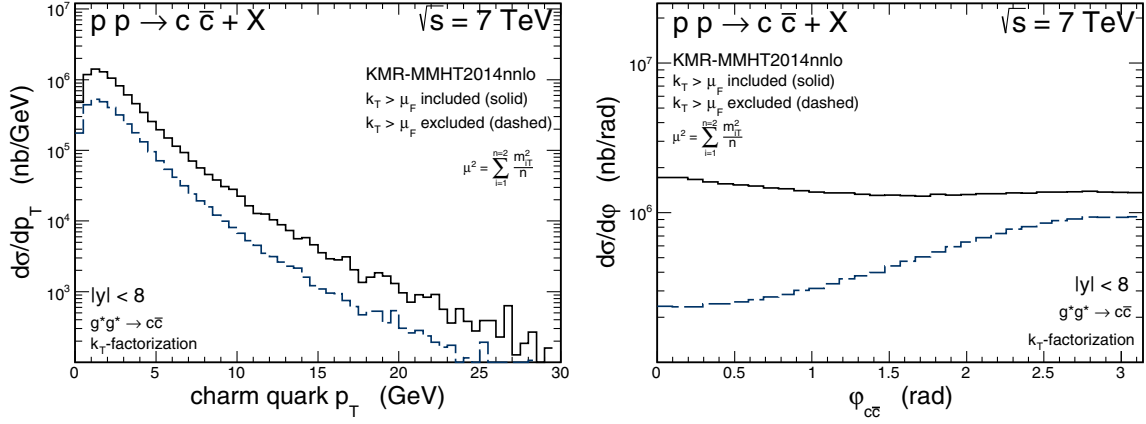 p p → c c̅ + X √s = 7 TeV
KMR-MMHT2014nnlo
k_T > μ_F included (solid)
k_T > μ_F excluded (dashed)
μ² = ∑_{i=1}^{n=2} m_{iT}²/n
|y| < 8
g*g* → cc̅
k_T-factorization
dσ/dp_T (nb/GeV)
10⁷
10⁶
10⁵
10⁴
10³
0 5 10 15 20 25 30
charm quark p_T (GeV)
p p → c c̅ + X √s = 7 TeV
KMR-MMHT2014nnlo
k_T > μ_F included (solid)
k_T > μ_F excluded (dashed)
μ² = ∑_{i=1}^{n=2} m_{iT}²/n
|y| < 8
g*g* → cc̅
k_T-factorization
dσ/dφ (nb/rad)
10⁷
10⁶
0 0.5 1 1.5 2 2.5 3
φ_{cc̅} (rad)